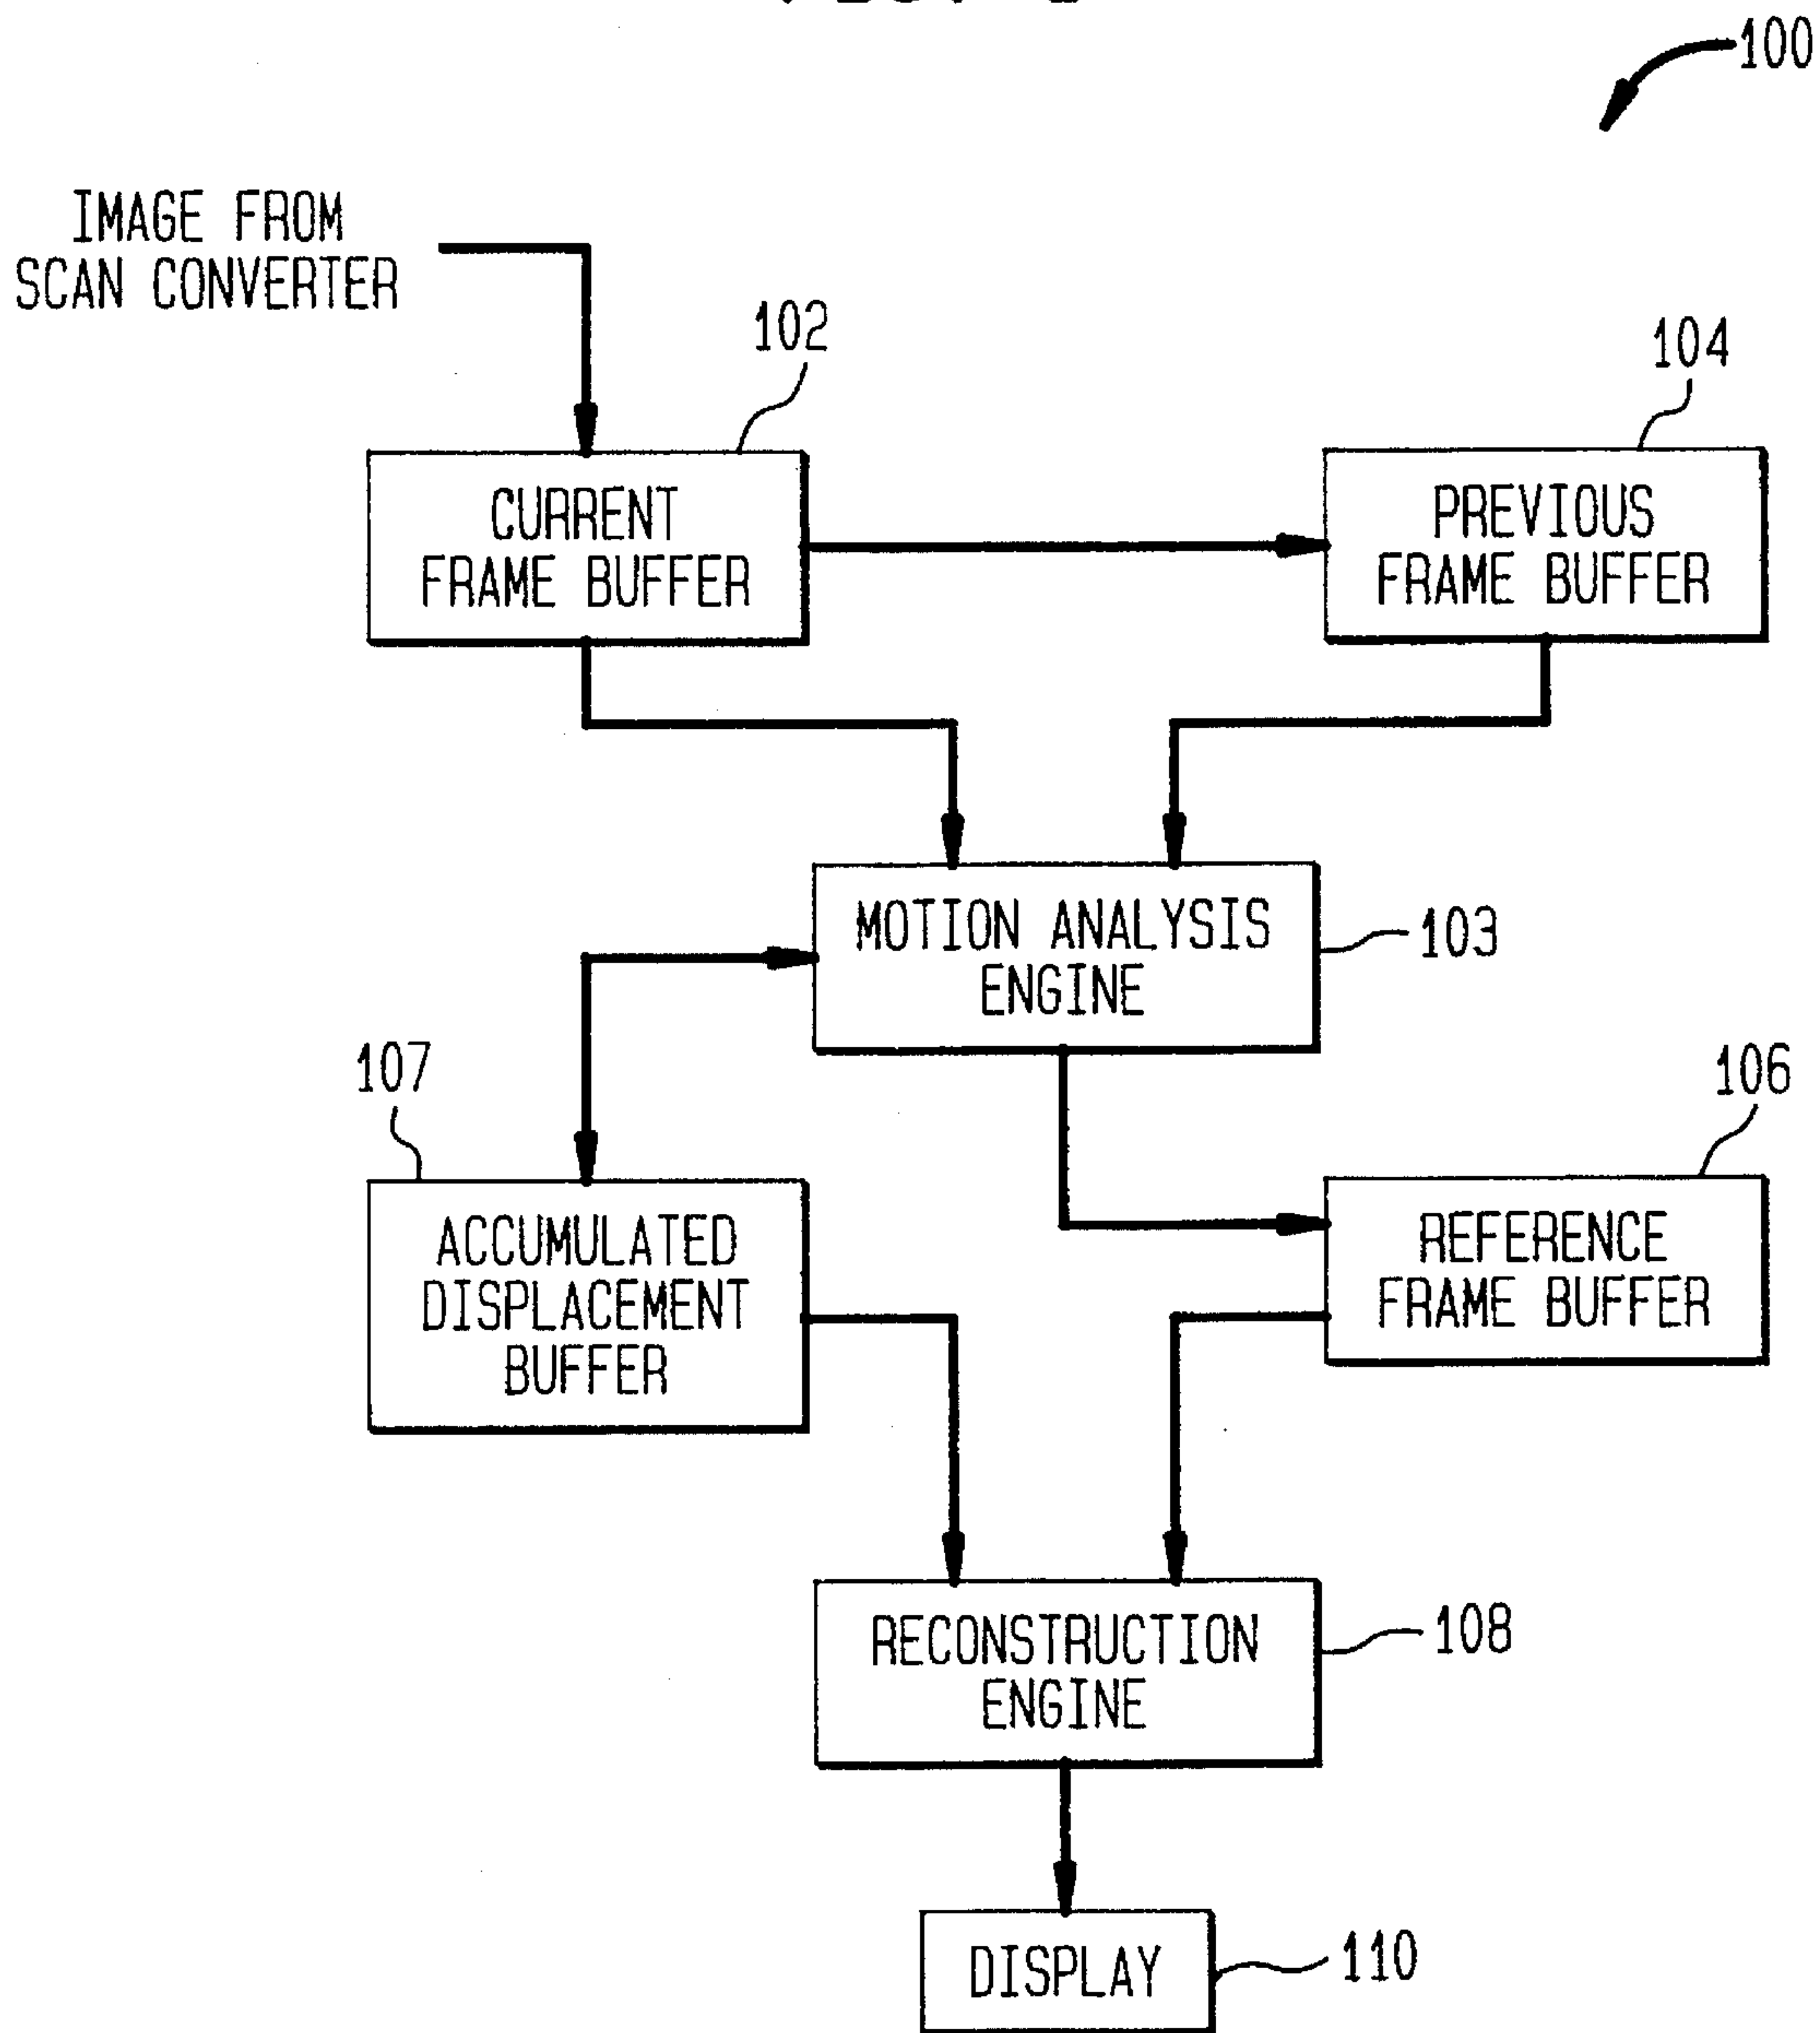 100
IMAGE FROM
SCAN CONVERTER
102
104
CURRENT
FRAME BUFFER
PREVIOUS
FRAME BUFFER
MOTION ANALYSIS
ENGINE
103
107
106
ACCUMULATED
DISPLACEMENT
BUFFER
REFERENCE
FRAME BUFFER
RECONSTRUCTION
ENGINE
108
DISPLAY
110